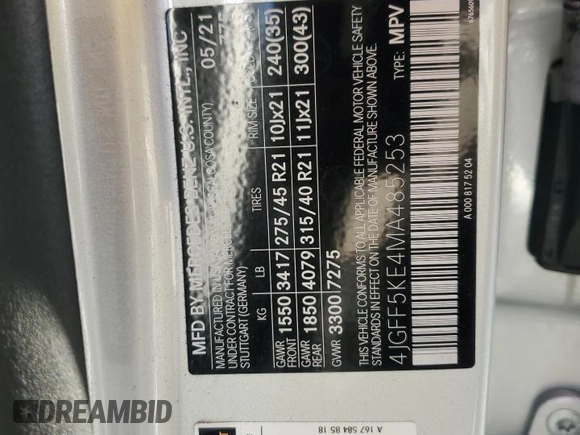 MFD BY MERCEDES-BENZ U.S. INTL., INC
MANUFACTURED IN
UNDER CONTRACT FROM MERCEDES
STUTTGART (GERMANY)
05/21
KG LB TIRES RIM/SIZE
GAWR FRONT 1550 3417 275/45 R21 10Jx21 240(35)
GAWR REAR 1850 4079 315/40 R21 11Jx21 300(43)
GVWR 3300 7275
THIS VEHICLE CONFORMS TO ALL APPLICABLE FEDERAL MOTOR VEHICLE SAFETY
STANDARDS IN EFFECT ON THE DATE OF MANUFACTURE SHOWN ABOVE.
4JGFF5KE4MA485253 TYPE: MPV
A 000 817 52 04
A 167 584 85 18
DREAMBID